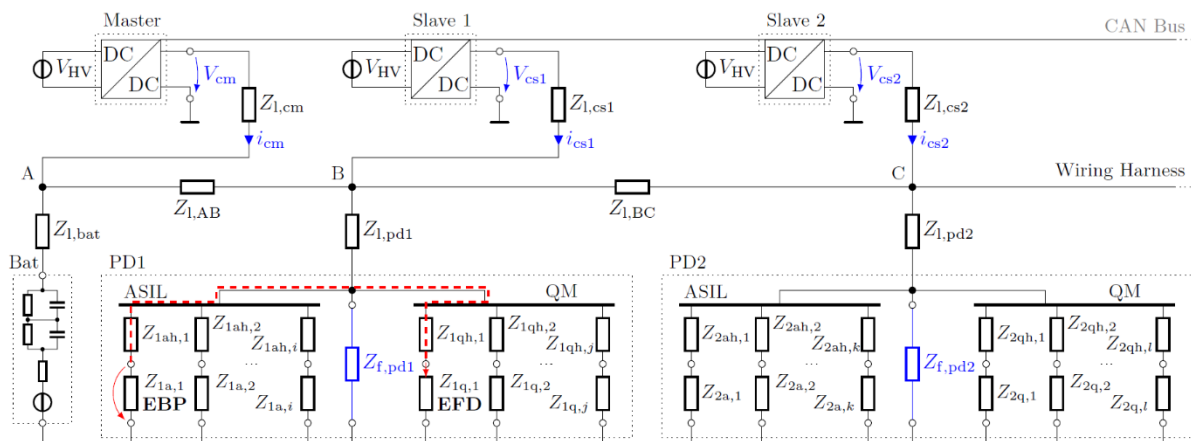 Master
Slave 1
Slave 2
CAN Bus
DC
DC
V_HV
V_cm
Z_l,cm
i_cm
DC
DC
V_HV
V_cs1
Z_l,cs1
i_cs1
DC
DC
V_HV
V_cs2
Z_l,cs2
i_cs2
A
B
C
Wiring Harness
Z_l,AB
Z_l,BC
Z_l,bat
Z_l,pd1
Z_l,pd2
Bat
PD1
ASIL
QM
Z_1ah,1
Z_1ah,2
Z_1ah,i
...
Z_1a,1
Z_1a,2
Z_1a,i
EBP
Z_f,pd1
Z_1qh,1
Z_1qh,2
Z_1qh,j
...
Z_1q,1
Z_1q,2
Z_1q,j
EFD
PD2
ASIL
QM
Z_2ah,1
Z_2ah,2
Z_2ah,k
...
Z_2a,1
Z_2a,2
Z_2a,k
Z_f,pd2
Z_2qh,1
Z_2qh,2
Z_2qh,l
...
Z_2q,1
Z_2q,2
Z_2q,l